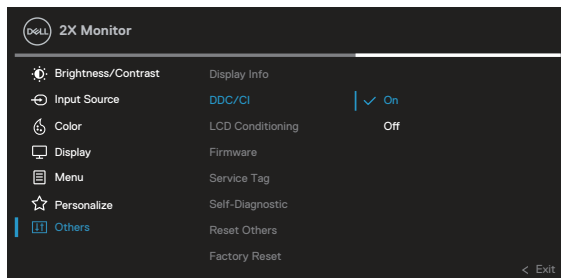 DELL 2X Monitor
Brightness/Contrast Display Info
Input Source DDC/CI On
Color LCD Conditioning Off
Display Firmware
Menu Service Tag
Personalize Self-Diagnostic
Others Reset Others
Factory Reset
< Exit